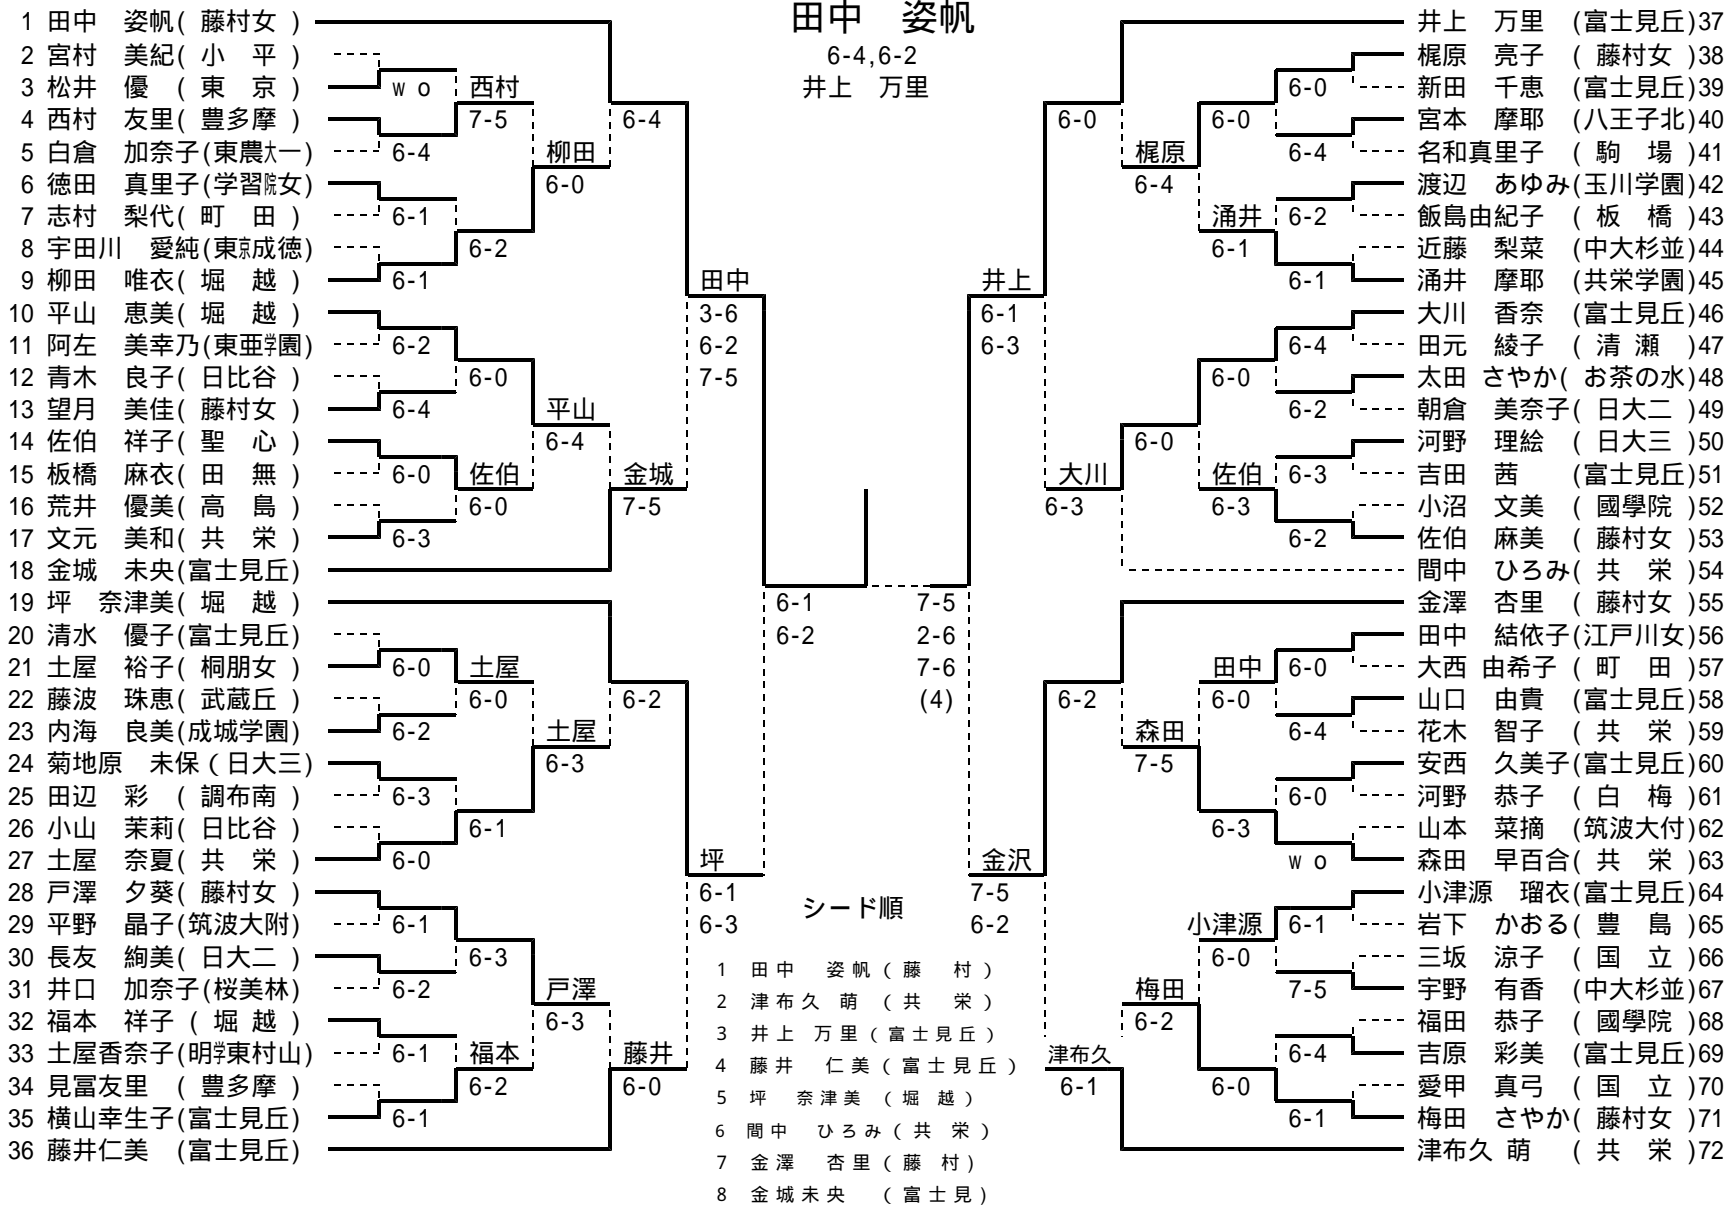 田中　姿帆
6-4,6-2
井上　万里
1 田中　姿帆( 藤村女 )
2 宮村　美紀( 小　平 )
3 松井　優　( 東　京 )
4 西村　友里( 豊多摩 )
5 白倉　加奈子(東農大一)
6 徳田　真里子(学習院女)
7 志村　梨代( 町　田 )
8 宇田川　愛純(東京成徳)
9 柳田　唯衣( 堀　越 )
10 平山　恵美( 堀　越 )
11 阿左　美幸乃(東亜学園)
12 青木　良子( 日比谷 )
13 望月　美佳( 藤村女 )
14 佐伯　祥子( 聖　心 )
15 板橋　麻衣( 田　無 )
16 荒井　優美( 高　島 )
17 文元　美和( 共　栄 )
18 金城　未央(富士見丘)
19 坪　奈津美( 堀　越 )
20 清水　優子(富士見丘)
21 土屋　裕子( 桐朋女 )
22 藤波　珠恵( 武蔵丘 )
23 内海　良美(成城学園)
24 菊地原　未保 ( 日大三)
25 田辺　彩　( 調布南 )
26 小山　茉莉( 日比谷 )
27 土屋　奈夏( 共　栄 )
28 戸澤　夕葵( 藤村女 )
29 平野　晶子(筑波大附)
30 長友　絢美( 日大二 )
31 井口　加奈子(桜美林)
32 福本　祥子 ( 堀 越 )
33 土屋香奈子(明学東村山)
34 見冨友里　( 豊多摩 )
35 横山幸生子(富士見丘)
36 藤井仁美　(富士見丘)
w o
6-4
6-1
6-1
6-2
6-4
6-0
6-3
6-0
6-2
6-3
6-0
6-1
6-2
6-1
6-1
西村
7-5
6-2
6-0
佐伯
6-0
土屋
6-0
6-1
6-3
福本
6-2
柳田
6-0
平山
6-4
土屋
6-3
戸澤
6-3
6-4
金城
7-5
6-2
藤井
6-0
田中
3-6
6-2
7-5
坪
6-1
6-3
6-1
6-2
7-5
2-6
7-6
(4)
井上
6-1
6-3
金沢
7-5
6-2
6-0
大川
6-3
6-2
津布久
6-1
梶原
6-4
6-0
森田
7-5
梅田
6-2
6-0
涌井
6-1
6-0
佐伯
6-3
田中
6-0
6-3
小津源
6-0
6-0
6-0
6-4
6-2
6-1
6-4
6-2
6-3
6-2
6-0
6-4
6-0
w o
6-1
7-5
6-4
6-1
井上　万里　(富士見丘)37
梶原　亮子　( 藤村女 )38
新田　千恵　(富士見丘)39
宮本　摩耶　(八王子北)40
名和真里子　( 駒　場 )41
渡辺　あゆみ(玉川学園)42
飯島由紀子　( 板　橋 )43
近藤　梨菜　(中大杉並)44
涌井　摩耶　(共栄学園)45
大川　香奈　(富士見丘)46
田元　綾子　( 清 瀬 )47
太田 さやか( お茶の水)48
朝倉　美奈子( 日大二 )49
河野　理絵　( 日大三 )50
吉田　茜　　(富士見丘)51
小沼　文美　( 國學院 )52
佐伯　麻美　( 藤村女 )53
間中　ひろみ( 共　栄 )54
金澤　杏里　( 藤村女 )55
田中　結依子(江戸川女)56
大西 由希子 ( 町　田 )57
山口　由貴　(富士見丘)58
花木　智子　( 共　栄 )59
安西　久美子(富士見丘)60
河野　恭子　( 白　梅 )61
山本　菜摘　(筑波大付)62
森田　早百合( 共　栄 )63
小津源　瑠衣(富士見丘)64
岩下　かおる( 豊　島 )65
三坂　涼子　( 国　立 )66
宇野　有香　(中大杉並)67
福田　恭子　( 國學院 )68
吉原　彩美　(富士見丘)69
愛甲　真弓　( 国　立 )70
梅田　さやか( 藤村女 )71
津布久 萌　 ( 共　栄 )72
シード順
1　田中　姿帆 ( 藤　村 )
2　津布久　萌　( 共　栄 )
3　井上 万里 ( 富士見丘 )
4　藤井　仁美 ( 富士見丘 )
5　坪　奈津美　( 堀　越 )
6　間中　ひろみ ( 共　栄 )
7　金澤　杏里 ( 藤　村 )
8　金城未央　( 富士見 )